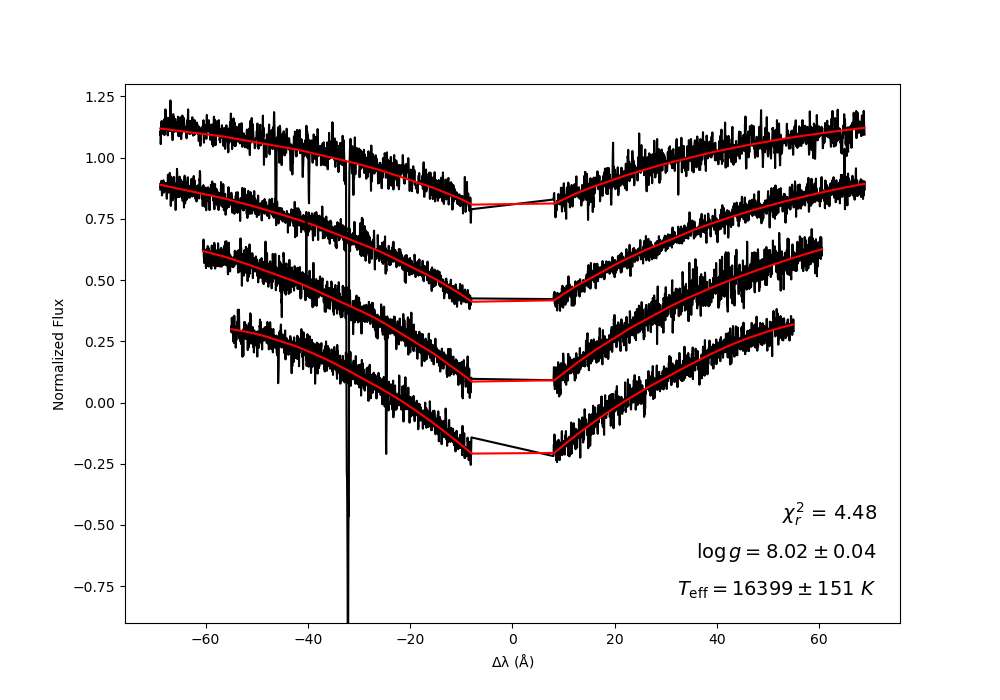 1.25
1.00
0.75
0.50
0.25
0.00
−0.25
−0.50
−0.75
Normalized Flux
χ²ᵣ = 4.48
log g = 8.02 ± 0.04
T_eff = 16399 ± 151 K
−60 −40 −20 0 20 40 60
Δλ (Å)